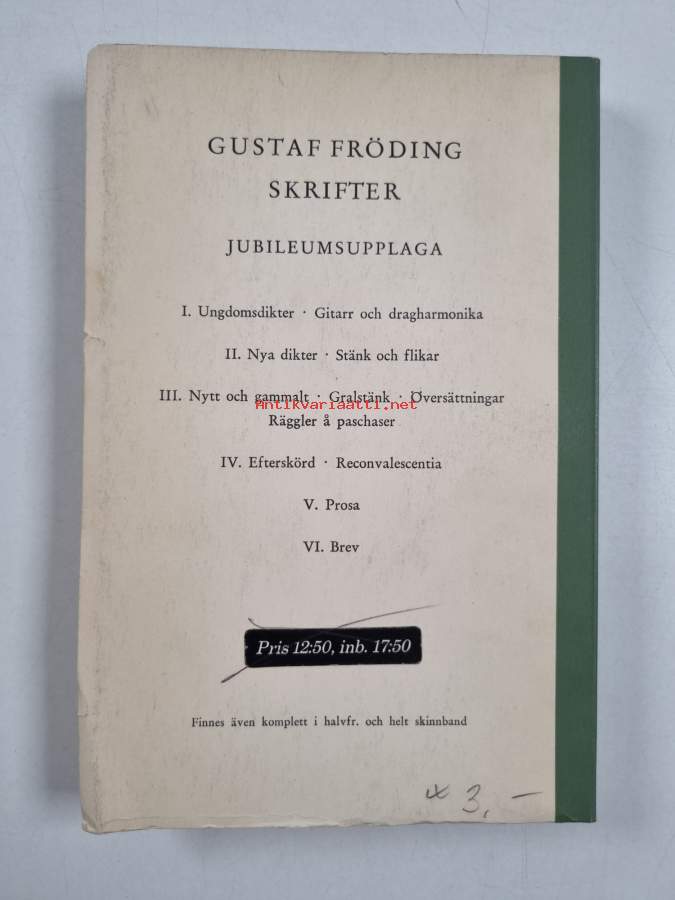 GUSTAF FRÖDING
SKRIFTER
JUBILEUMSUPPLAGA
I. Ungdomsdikter · Gitarr och dragharmonika
II. Nya dikter · Stänk och flikar
III. Nytt och gammalt · Gralstänk · Översättningar
Antikvariaatti.net
Räggler å paschaser
IV. Efterskörd · Reconvalescentia
V. Prosa
VI. Brev
Pris 12:50, inb. 17:50
Finnes även komplett i halvfr. och helt skinnband
3,–